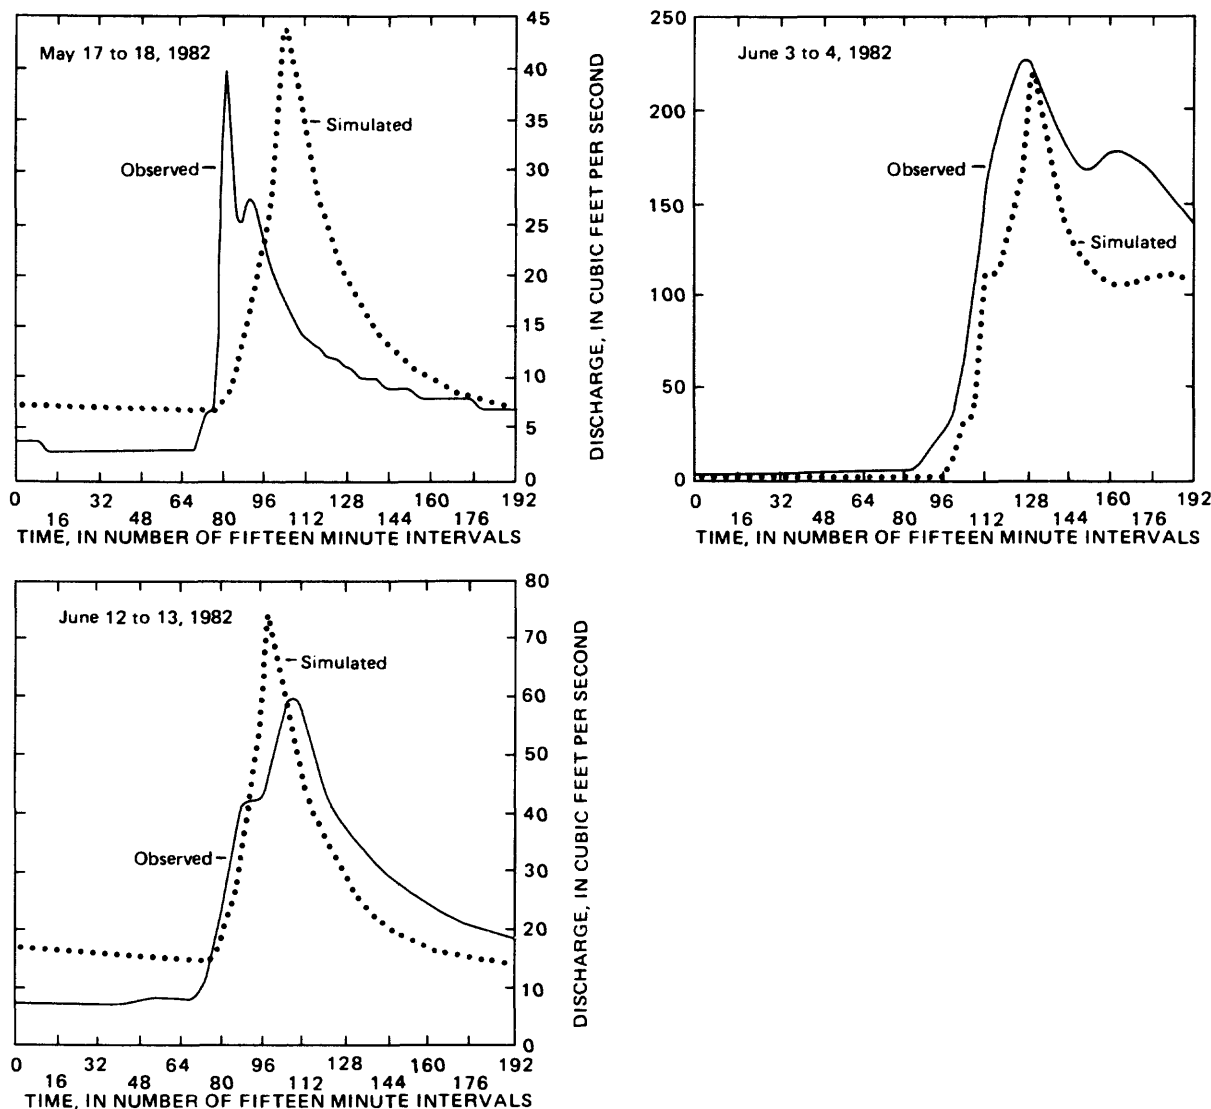 May 17 to 18, 1982
Simulated
Observed
45
40
35
30
25
20
15
10
5
0
DISCHARGE, IN CUBIC FEET PER SECOND
0 32 64 96 128 160 192
16 48 80 112 144 176
TIME, IN NUMBER OF FIFTEEN MINUTE INTERVALS
June 3 to 4, 1982
Observed
Simulated
250
200
150
100
50
0
0 32 64 96 128 160 192
16 48 80 112 144 176
TIME, IN NUMBER OF FIFTEEN MINUTE INTERVALS
June 12 to 13, 1982
Simulated
Observed
80
70
60
50
40
30
20
10
0
DISCHARGE, IN CUBIC FEET PER SECOND
0 32 64 96 128 160 192
16 48 80 112 144 176
TIME, IN NUMBER OF FIFTEEN MINUTE INTERVALS